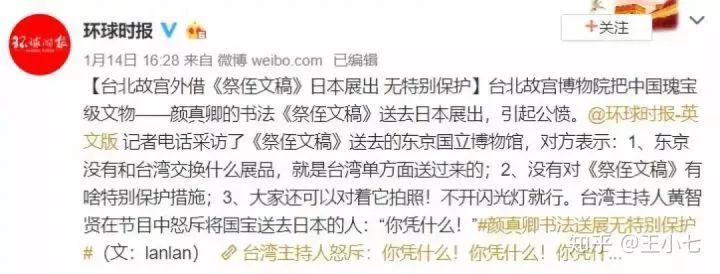 环球时报
环球时报
+关注
1月14日 16:28 来自 微博 weibo.com 已编辑
【台北故宫外借《祭侄文稿》日本展出 无特别保护】台北故宫博物院把中国瑰宝
级文物——颜真卿的书法《祭侄文稿》送去日本展出，引起公愤。@环球时报-英
文版 记者电话采访了《祭侄文稿》送去的东京国立博物馆，对方表示：1、东京
没有和台湾交换什么展品，就是台湾单方面送过来的；2、没有对《祭侄文稿》有
啥特别保护措施；3、大家还可以对着它拍照！不开闪光灯就行。台湾主持人黄智
贤在节目中怒斥将国宝送去日本的人：“你凭什么！”#颜真卿书法送展无特别保护
#（文：lanlan） 台湾主持人怒斥：你凭什么！你凭什么！你凭什...
知乎 @王小七